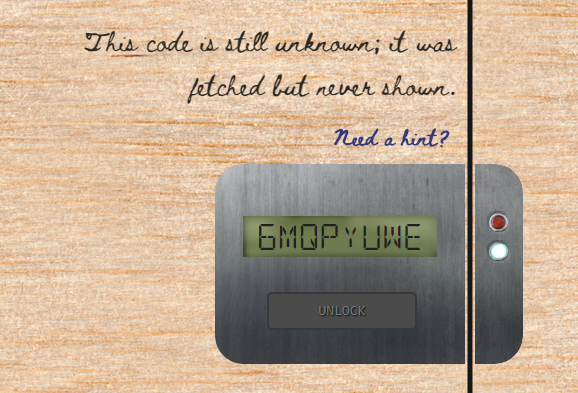 This code is still unknown; it was
fetched but never shown.
Need a hint?
6MQPYUWE
UNLOCK